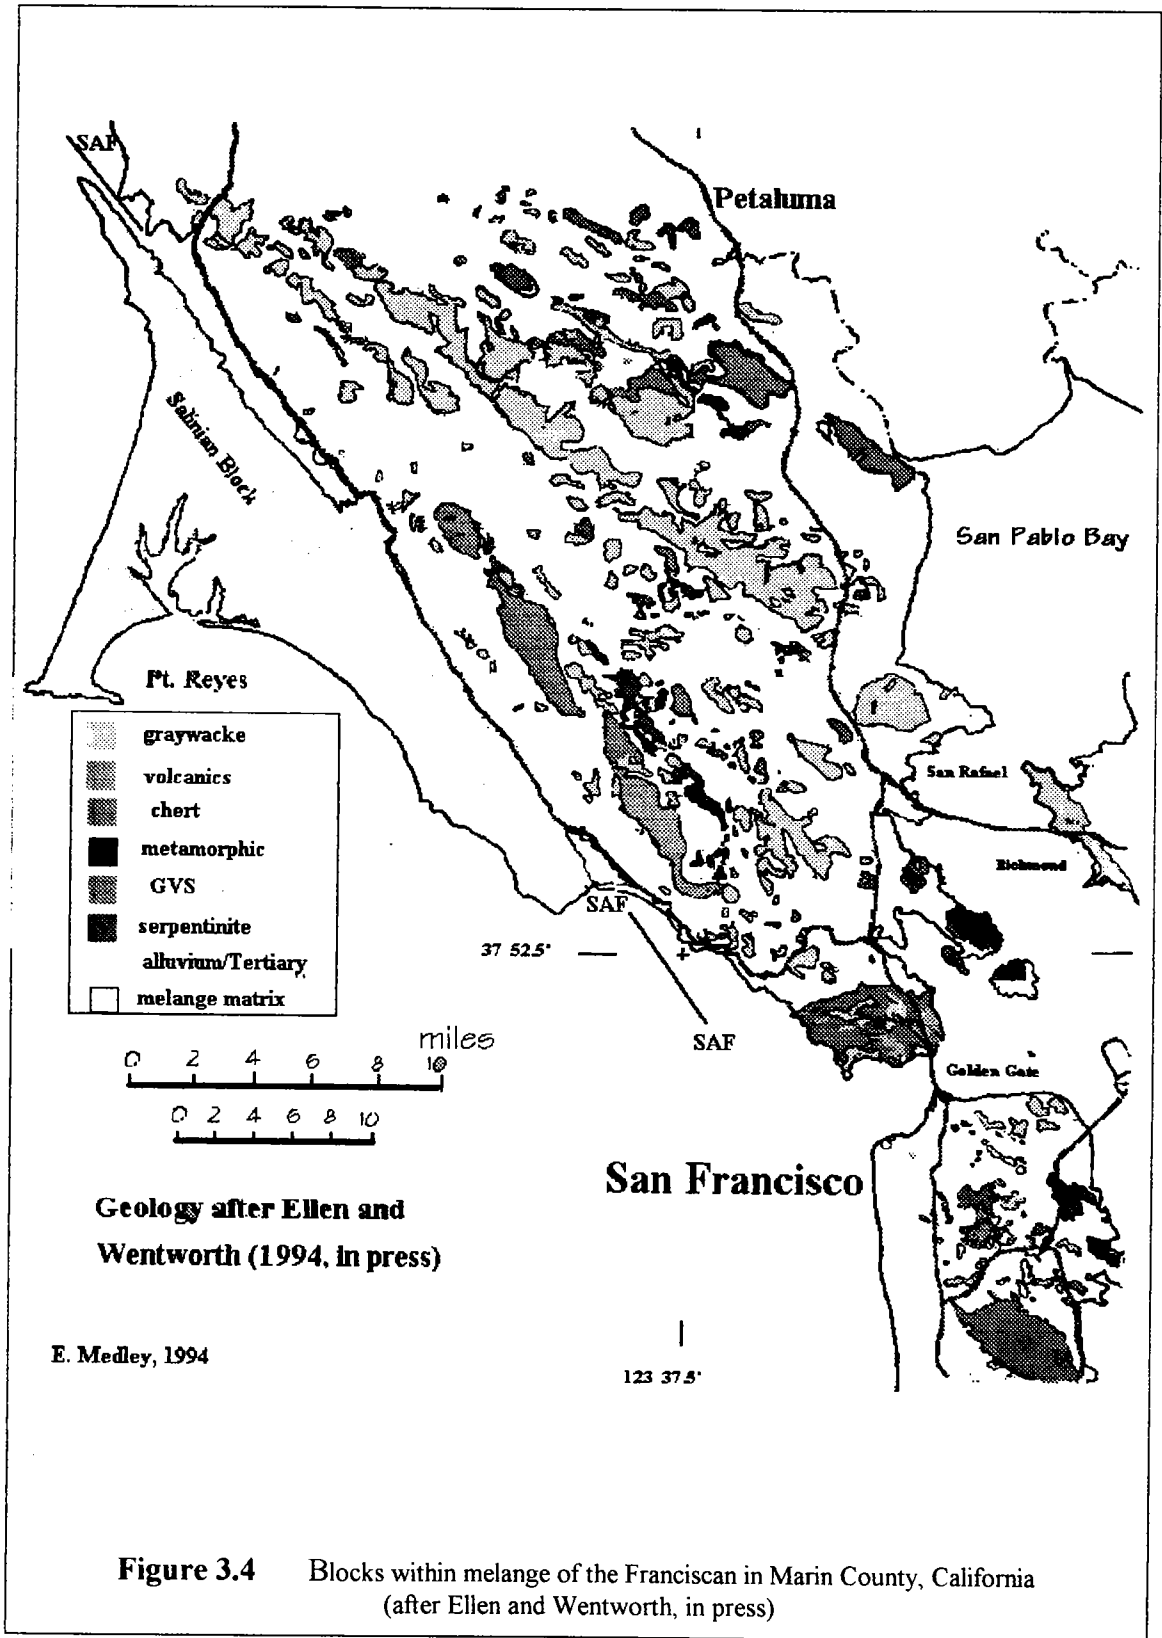 SAF
Petaluma
Salinian Block
San Pablo Bay
Pt. Reyes
graywacke
volcanics
chert
metamorphic
GVS
serpentinite
alluvium/Tertiary
melange matrix
San Rafael
Richmond
SAF
37 52.5'
SAF
miles
0 2 4 6 8 10
0 2 4 6 8 10
Golden Gate
San Francisco
Geology after Ellen and
Wentworth (1994, in press)
E. Medley, 1994
123 37.5'
Figure 3.4 Blocks within melange of the Franciscan in Marin County, California
(after Ellen and Wentworth, in press)